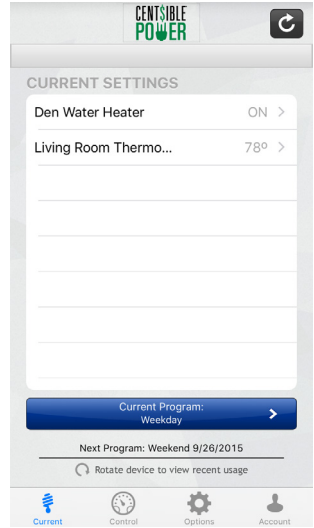 CENT$IBLE
POWER
CURRENT SETTINGS
Den Water Heater ON >
Living Room Thermo... 78º >
Current Program:
Weekday >
Next Program: Weekend 9/26/2015
Rotate device to view recent usage
Current Control Options Account